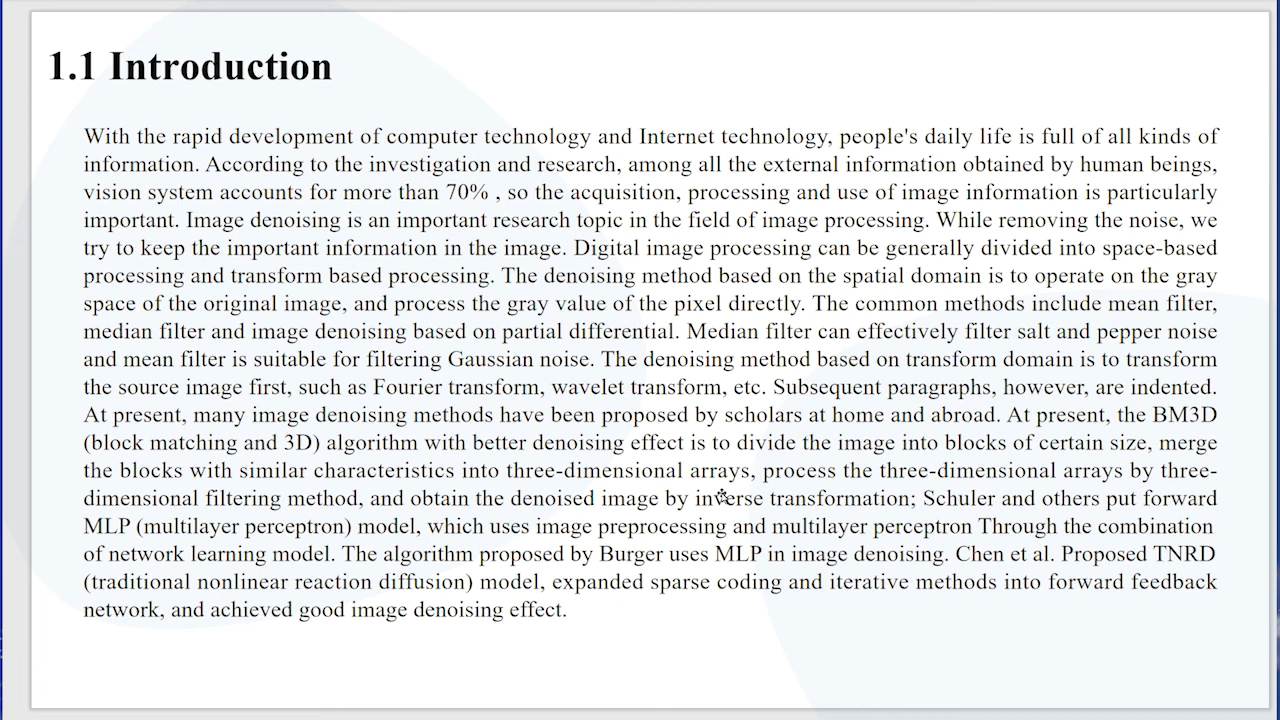 1.1 Introduction
With the rapid development of computer technology and Internet technology, people's daily life is full of all kinds of
information. According to the investigation and research, among all the external information obtained by human beings,
vision system accounts for more than 70% , so the acquisition, processing and use of image information is particularly
important. Image denoising is an important research topic in the field of image processing. While removing the noise, we
try to keep the important information in the image. Digital image processing can be generally divided into space-based
processing and transform based processing. The denoising method based on the spatial domain is to operate on the gray
space of the original image, and process the gray value of the pixel directly. The common methods include mean filter,
median filter and image denoising based on partial differential. Median filter can effectively filter salt and pepper noise
and mean filter is suitable for filtering Gaussian noise. The denoising method based on transform domain is to transform
the source image first, such as Fourier transform, wavelet transform, etc. Subsequent paragraphs, however, are indented.
At present, many image denoising methods have been proposed by scholars at home and abroad. At present, the BM3D
(block matching and 3D) algorithm with better denoising effect is to divide the image into blocks of certain size, merge
the blocks with similar characteristics into three-dimensional arrays, process the three-dimensional arrays by three-
dimensional filtering method, and obtain the denoised image by inverse transformation; Schuler and others put forward
MLP (multilayer perceptron) model, which uses image preprocessing and multilayer perceptron Through the combination
of network learning model. The algorithm proposed by Burger uses MLP in image denoising. Chen et al. Proposed TNRD
(traditional nonlinear reaction diffusion) model, expanded sparse coding and iterative methods into forward feedback
network, and achieved good image denoising effect.